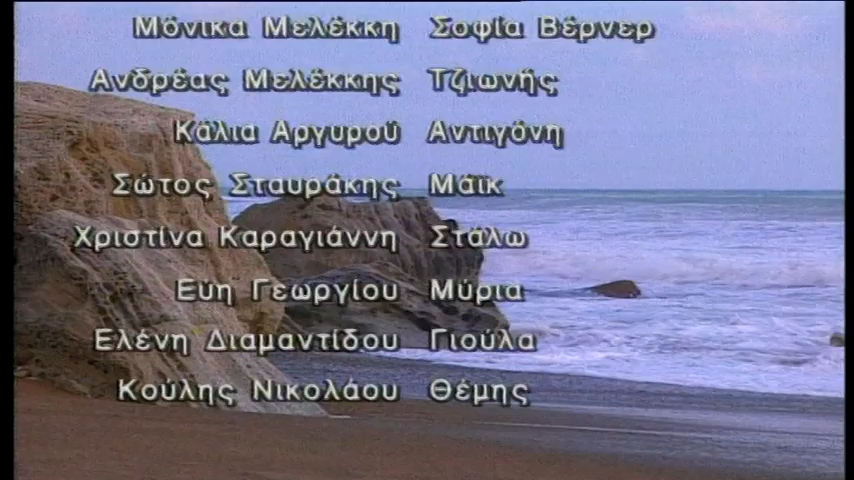 Μόνικα Μελέκκη Σοφία Βέρνερ
Ανδρέας Μελέκκης Τζιωνής
Κάλια Αργυρού Αντιγόνη
Σώτος Σταυράκης Μάϊκ
Χριστίνα Καραγιάννη Στάλω
Εύη Γεωργίου Μύρια
Ελένη Διαμαντίδου Γιούλα
Κούλης Νικολάου Θέμης